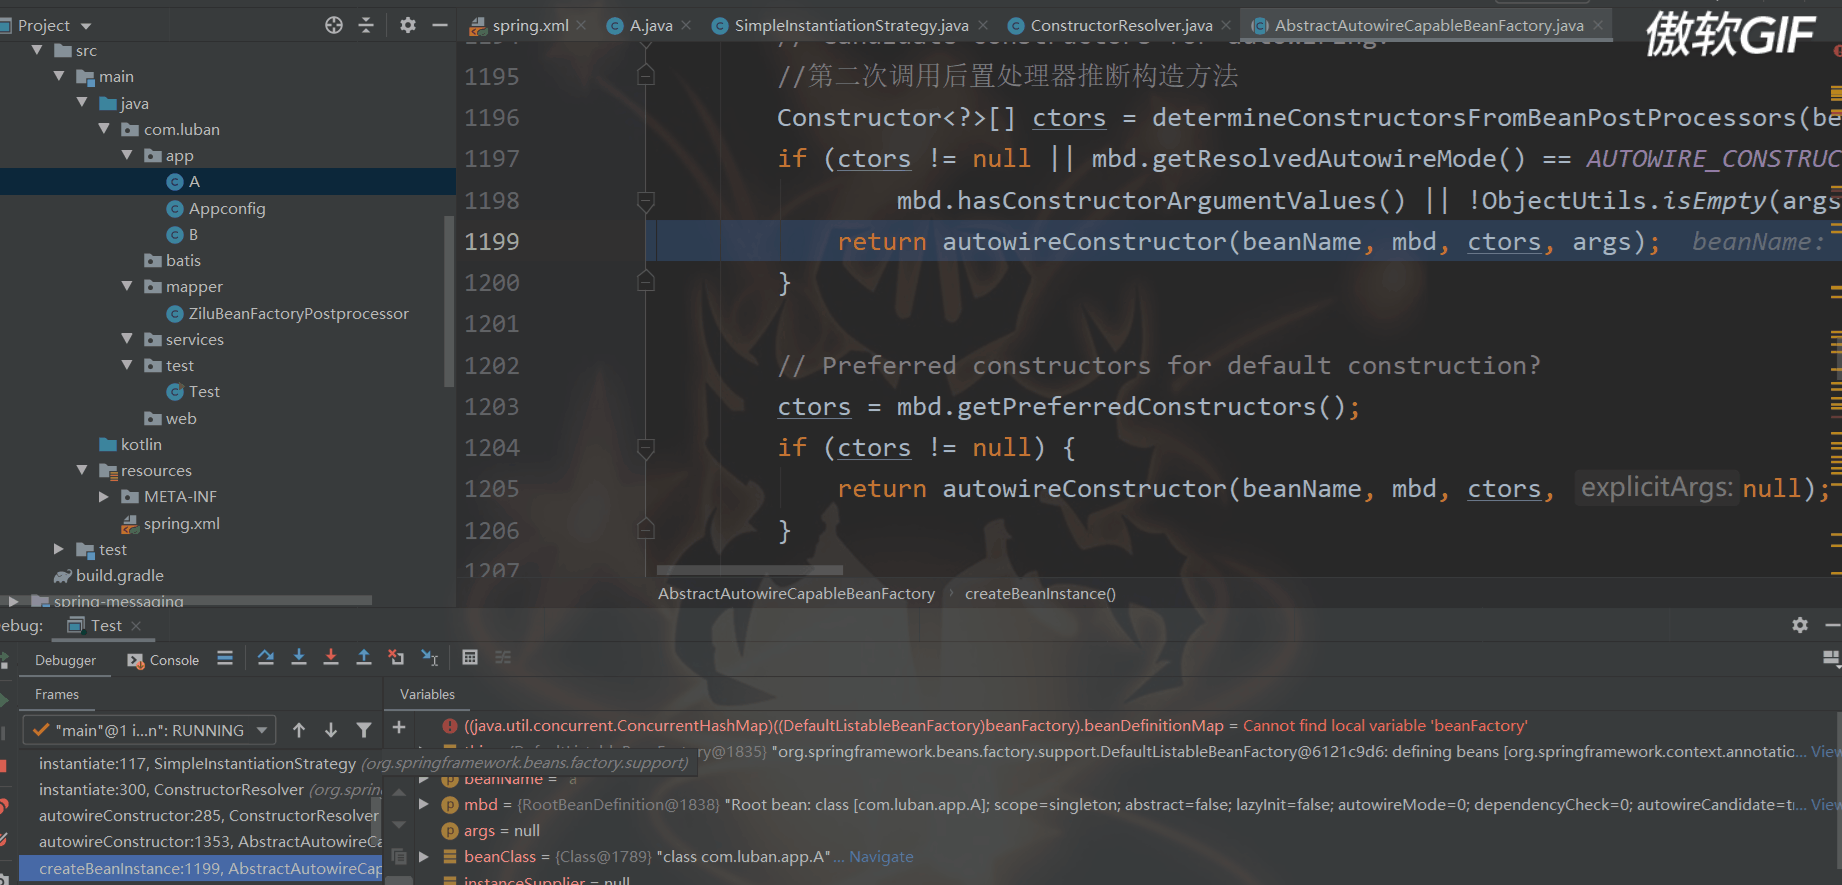 Project
spring.xml
A.java
SimpleInstantiationStrategy.java
ConstructorResolver.java
AbstractAutowireCapableBeanFactory.java
傲软GIF
src
main
java
com.luban
app
A
Appconfig
B
batis
mapper
ZiluBeanFactoryPostprocessor
services
test
Test
web
kotlin
resources
META-INF
spring.xml
test
build.gradle
spring-messaging
1194 // Candidate constructors for autowiring?
1195 //第二次调用后置处理器推断构造方法
1196 Constructor<?>[] ctors = determineConstructorsFromBeanPostProcessors(be
1197 if (ctors != null || mbd.getResolvedAutowireMode() == AUTOWIRE_CONSTRUC
1198 mbd.hasConstructorArgumentValues() || !ObjectUtils.isEmpty(args
1199 return autowireConstructor(beanName, mbd, ctors, args); beanName:
1200 }
1201
1202 // Preferred constructors for default construction?
1203 ctors = mbd.getPreferredConstructors();
1204 if (ctors != null) {
1205 return autowireConstructor(beanName, mbd, ctors, explicitArgs: null);
1206 }
1207
AbstractAutowireCapableBeanFactory › createBeanInstance()
ebug: Test
Debugger Console
Frames
"main"@1 i...n": RUNNING
instantiate:117, SimpleInstantiationStrategy (org.springframework.beans.factory.support)
instantiate:300, ConstructorResolver (org.sprin
autowireConstructor:285, ConstructorResolver
autowireConstructor:1353, AbstractAutowireCa
createBeanInstance:1199, AbstractAutowireCap
Variables
((java.util.concurrent.ConcurrentHashMap)((DefaultListableBeanFactory)beanFactory).beanDefinitionMap = Cannot find local variable 'beanFactory'
ry@1835} "org.springframework.beans.factory.support.DefaultListableBeanFactory@6121c9d6: defining beans [org.springframework.context.annotatio... View
beanName = "a"
mbd = {RootBeanDefinition@1838} "Root bean: class [com.luban.app.A]; scope=singleton; abstract=false; lazyInit=false; autowireMode=0; dependencyCheck=0; autowireCandidate=t... View
args = null
beanClass = {Class@1789} "class com.luban.app.A"... Navigate
instanceSupplier = null